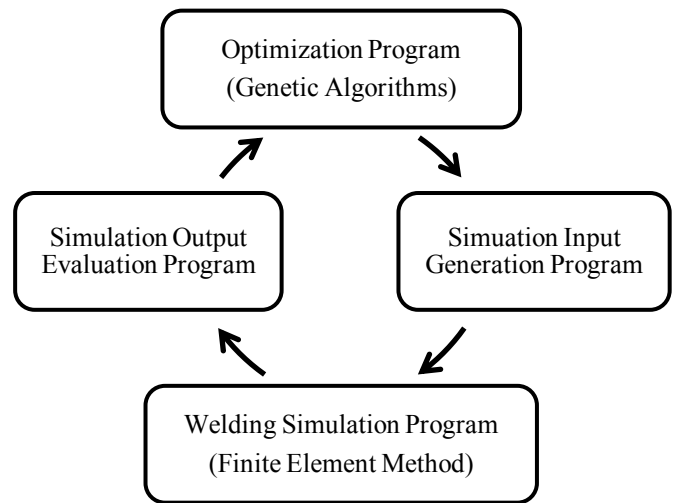 Optimization Program
(Genetic Algorithms)
Simulation Output
Evaluation Program
Simuation Input
Generation Program
Welding Simulation Program
(Finite Element Method)